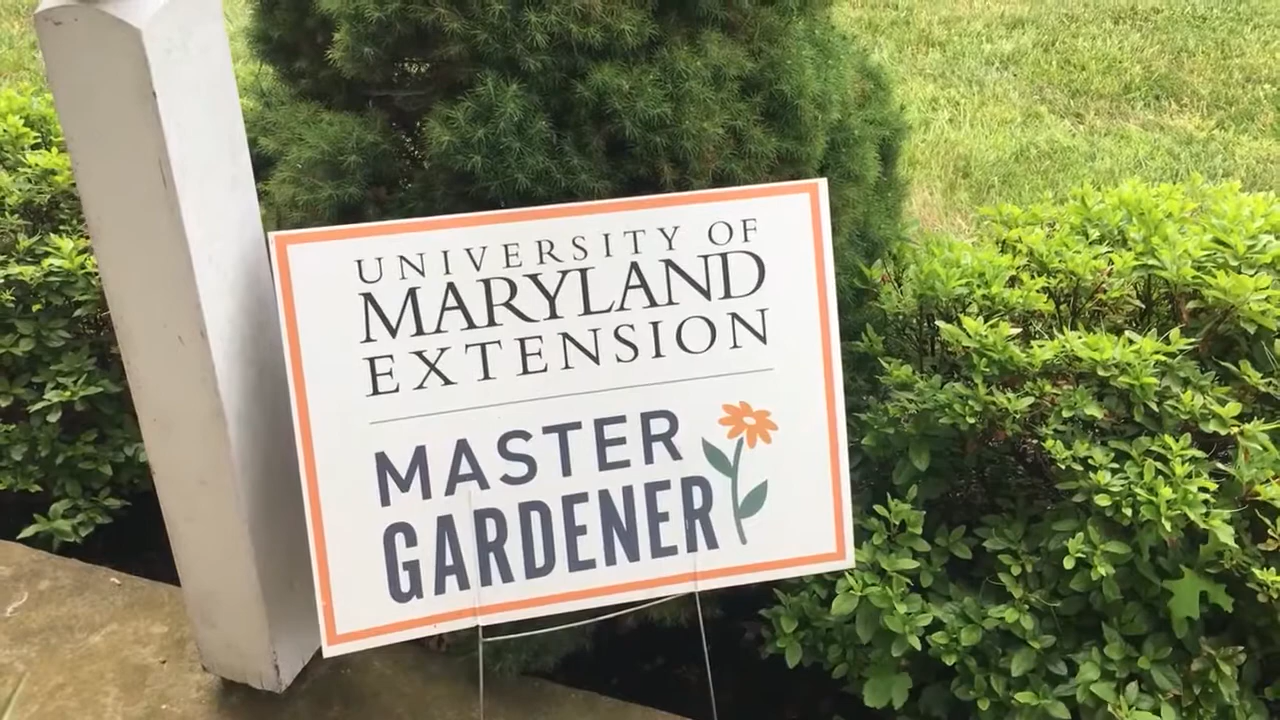 UNIVERSITY OF
MARYLAND
EXTENSION
MASTER
GARDENER